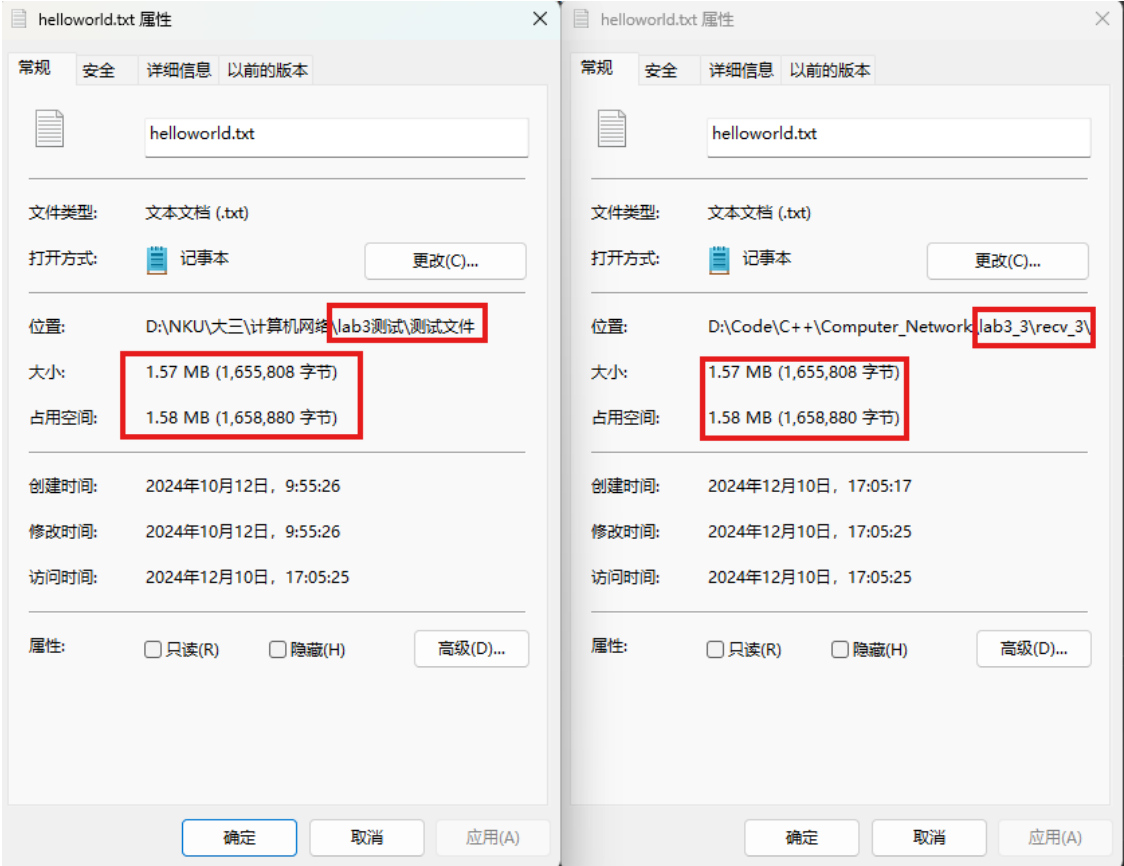 helloworld.txt 属性
常规 安全 详细信息 以前的版本
helloworld.txt
文件类型: 文本文档 (.txt)
打开方式: 记事本 更改(C)...
位置: D:\NKU\大三\计算机网络\lab3测试\测试文件
大小: 1.57 MB (1,655,808 字节)
占用空间: 1.58 MB (1,658,880 字节)
创建时间: 2024年10月12日，9:55:26
修改时间: 2024年10月12日，9:55:26
访问时间: 2024年12月10日，17:05:25
属性: 只读(R) 隐藏(H) 高级(D)...
确定 取消 应用(A)
helloworld.txt 属性
常规 安全 详细信息 以前的版本
helloworld.txt
文件类型: 文本文档 (.txt)
打开方式: 记事本 更改(C)...
位置: D:\Code\C++\Computer_Network\lab3_3\recv_3\
大小: 1.57 MB (1,655,808 字节)
占用空间: 1.58 MB (1,658,880 字节)
创建时间: 2024年12月10日，17:05:17
修改时间: 2024年12月10日，17:05:25
访问时间: 2024年12月10日，17:05:25
属性: 只读(R) 隐藏(H) 高级(D)...
确定 取消 应用(A)